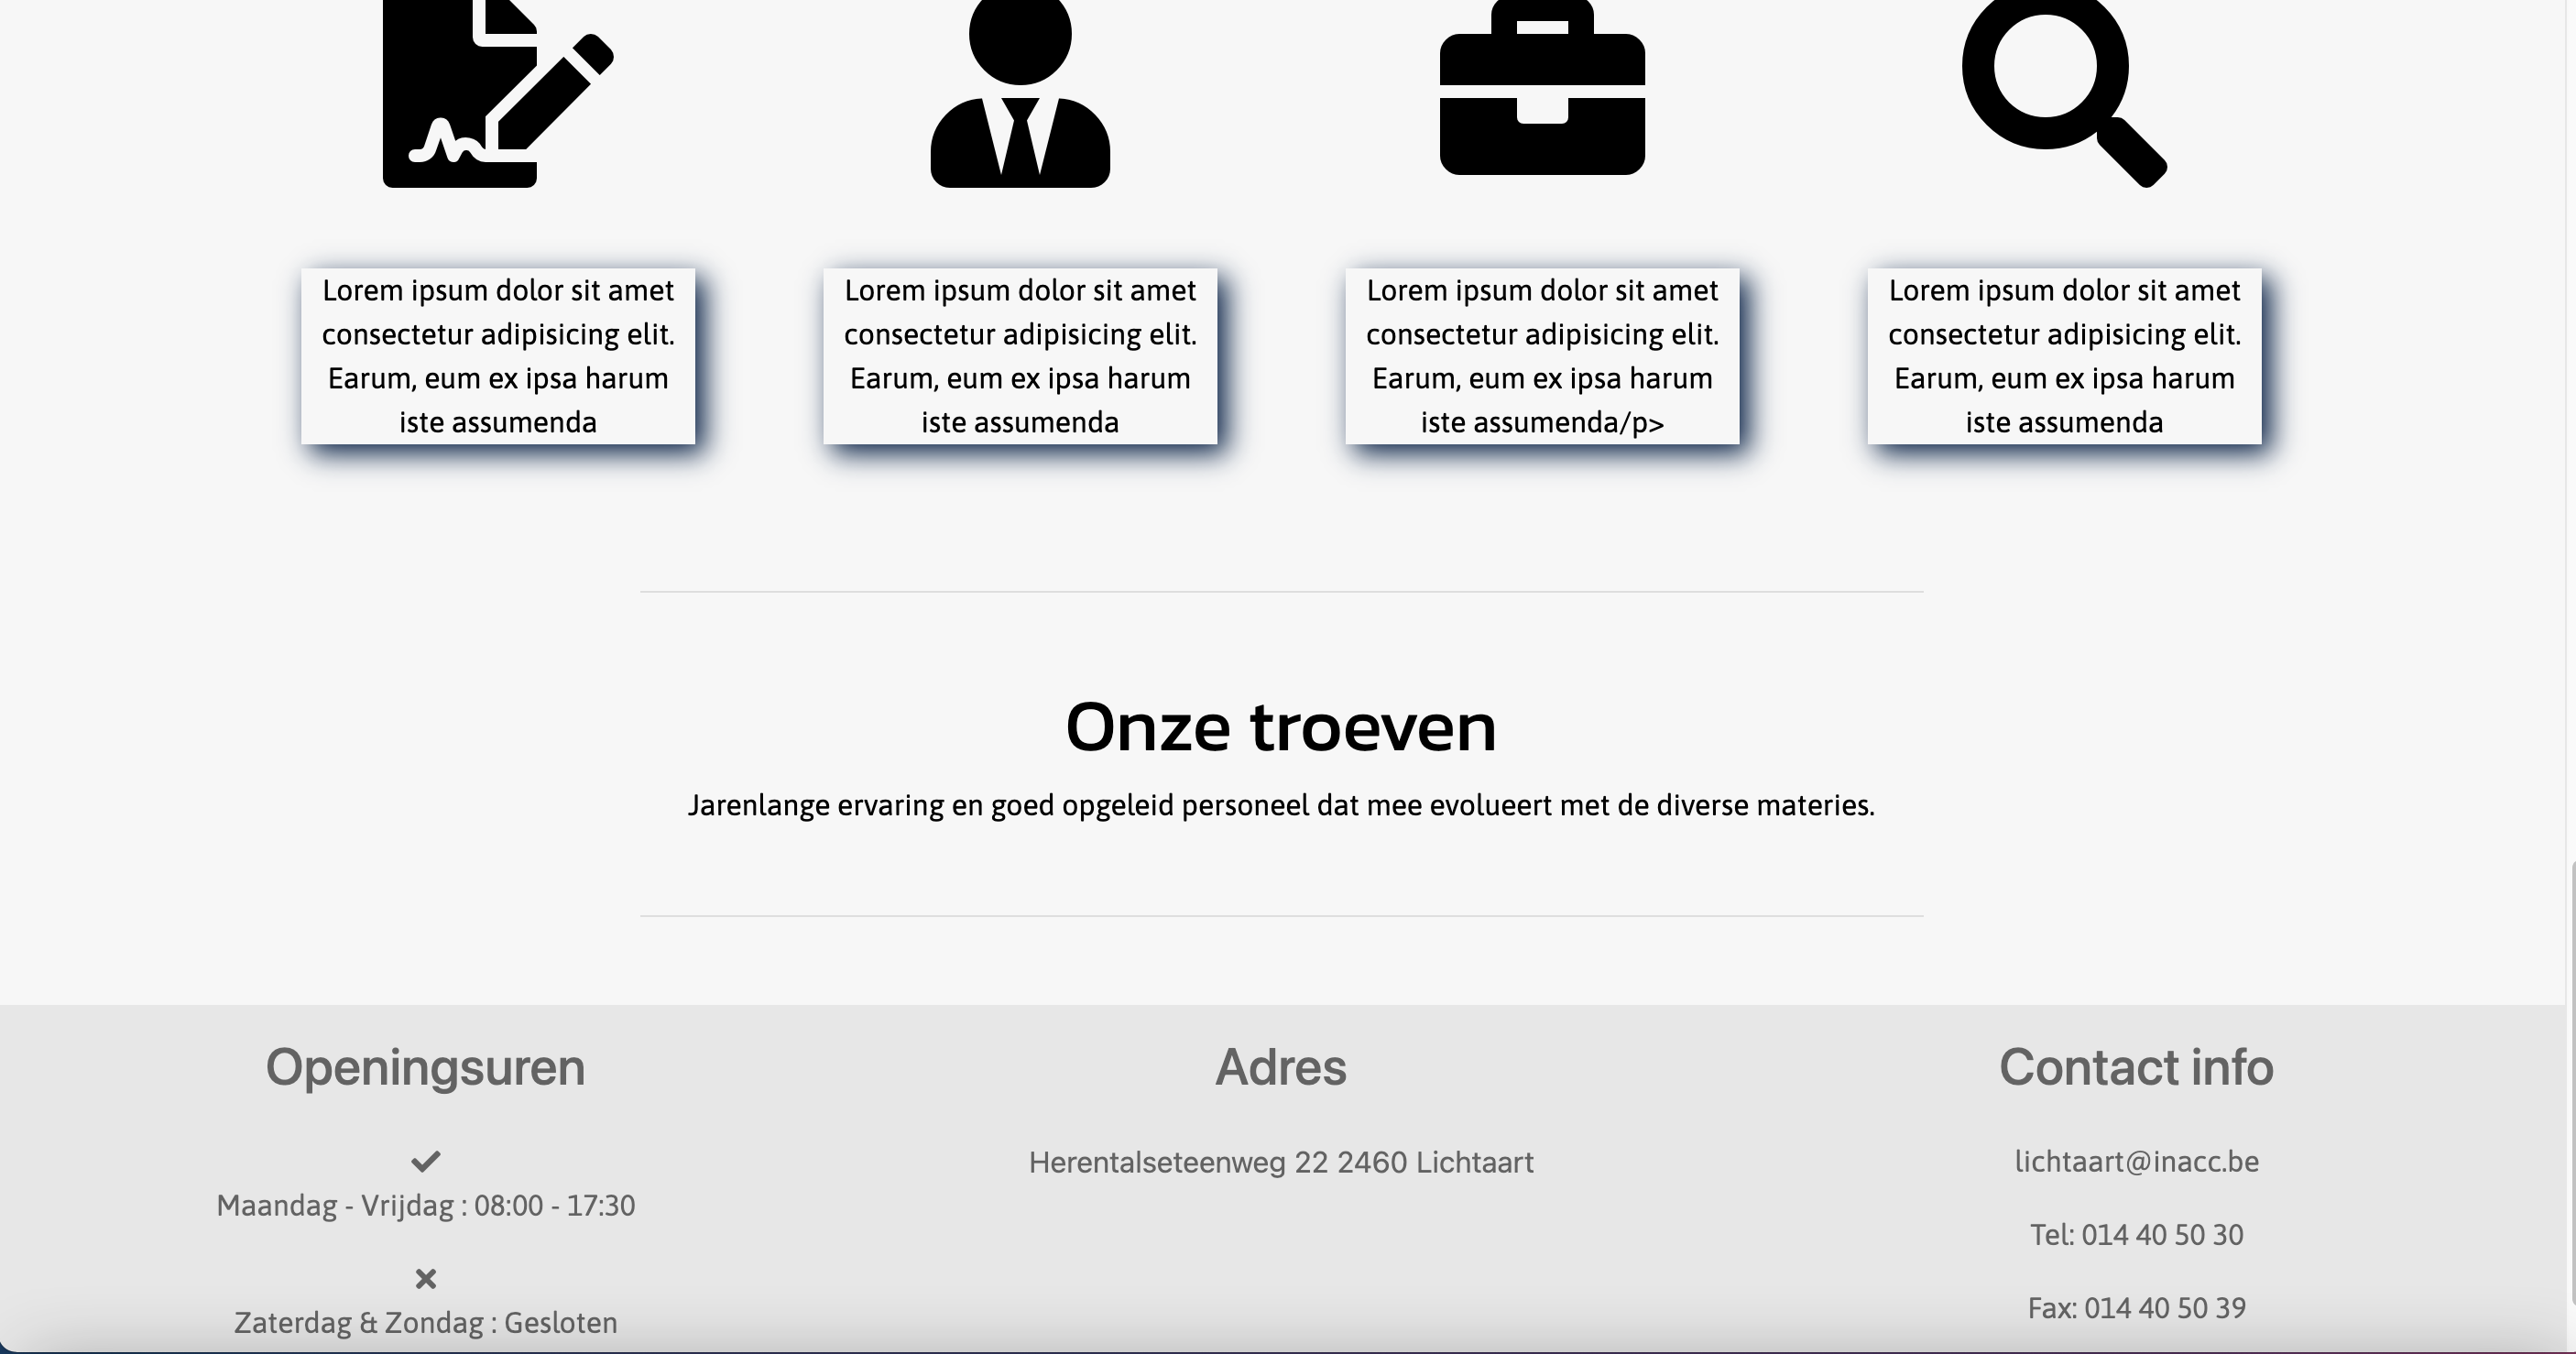 Lorem ipsum dolor sit amet
consectetur adipisicing elit.
Earum, eum ex ipsa harum
iste assumenda
Lorem ipsum dolor sit amet
consectetur adipisicing elit.
Earum, eum ex ipsa harum
iste assumenda
Lorem ipsum dolor sit amet
consectetur adipisicing elit.
Earum, eum ex ipsa harum
iste assumenda/p>
Lorem ipsum dolor sit amet
consectetur adipisicing elit.
Earum, eum ex ipsa harum
iste assumenda
Onze troeven
Jarenlange ervaring en goed opgeleid personeel dat mee evolueert met de diverse materies.
Openingsuren
Maandag - Vrijdag : 08:00 - 17:30
Zaterdag & Zondag : Gesloten
Adres
Herentalseteenweg 22 2460 Lichtaart
Contact info
lichtaart@inacc.be
Tel: 014 40 50 30
Fax: 014 40 50 39